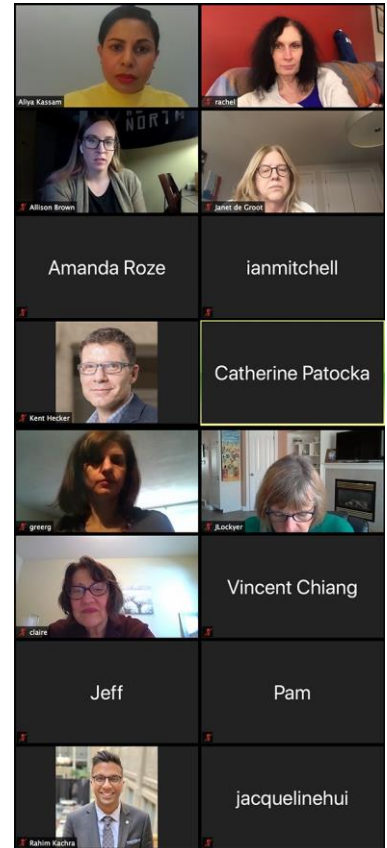 Aliya Kassam
rachel
NORTH
Allison Brown
Janet de Groot
Amanda Roze
ianmitchell
Kent Hecker
Catherine Patocka
greerg
JLockyer
claire
Vincent Chiang
Jeff
Pam
Rahim Kachra
jacquelinehui